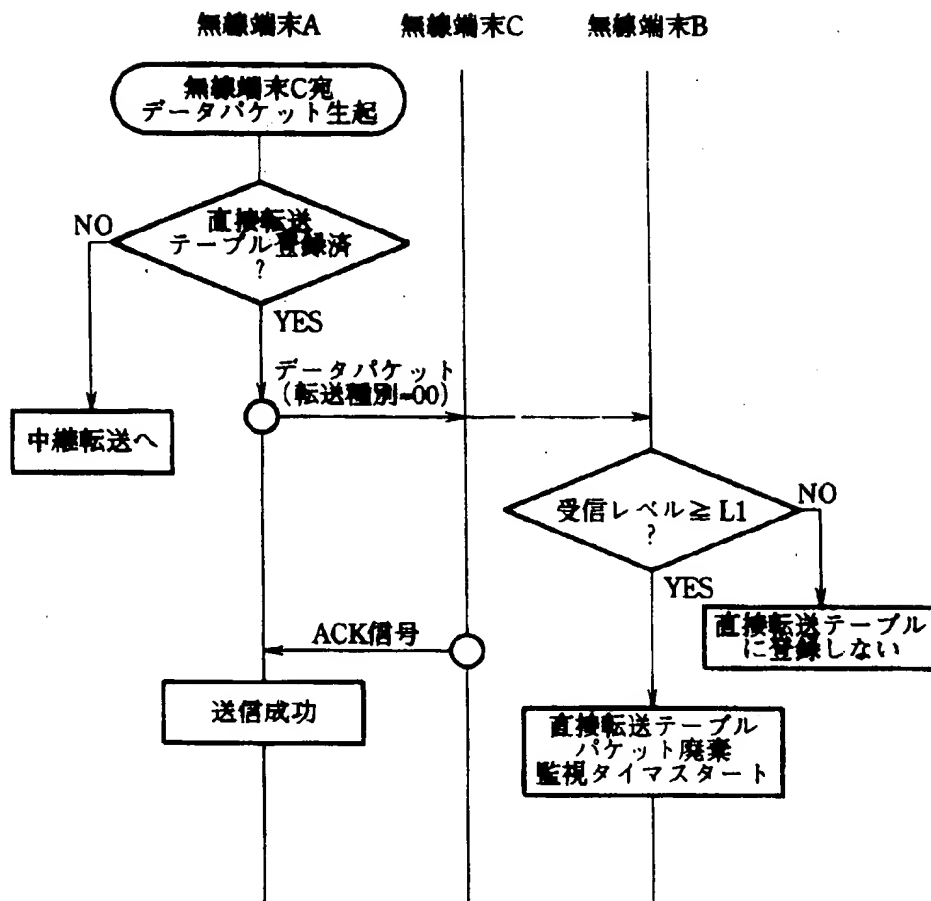 無線端末A 無線端末C 無線端末B
無線端末C宛
データパケット生起
NO
直接転送
テーブル登録済
?
YES
データパケット
(転送種別=00)
中継転送へ
受信レベル≧L1
?
NO
YES
直接転送テーブル
に登録しない
ACK信号
送信成功
直接転送テーブル
パケット廃棄
監視タイマスタート